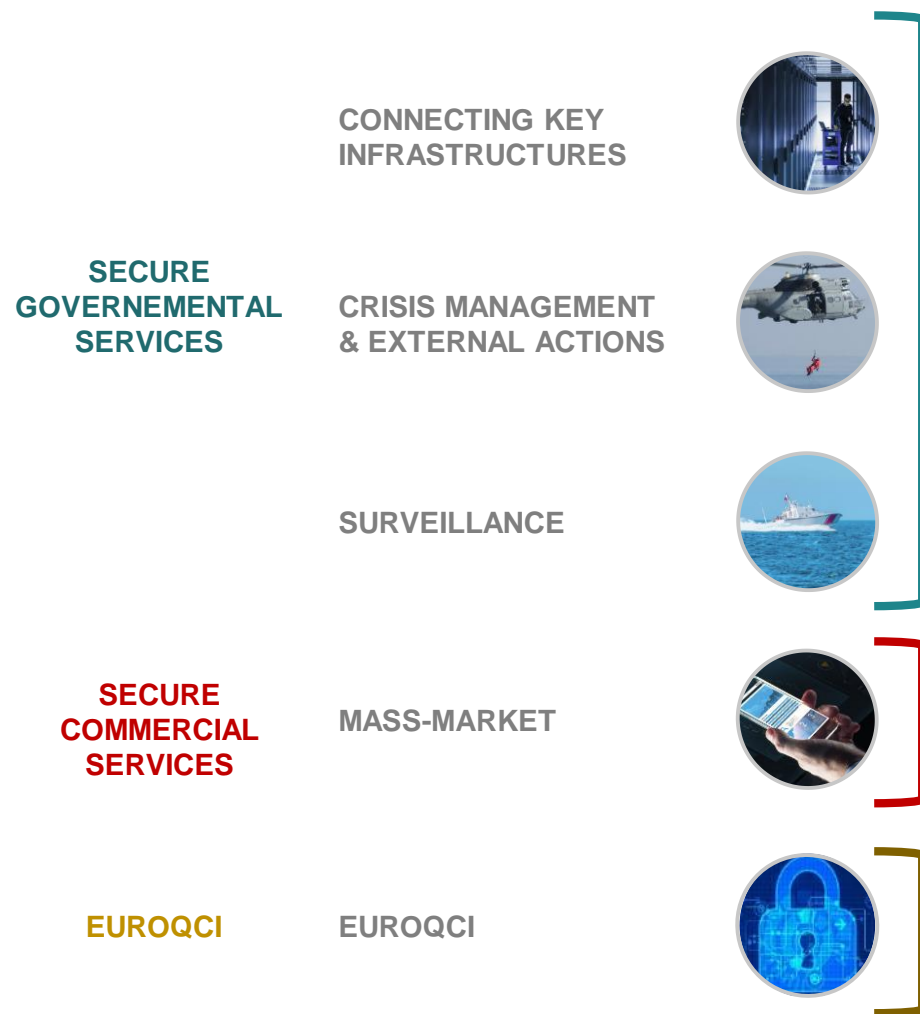 CONNECTING KEY
INFRASTRUCTURES
SECURE
GOVERNEMENTAL
SERVICES
CRISIS MANAGEMENT
& EXTERNAL ACTIONS
SURVEILLANCE
SECURE
COMMERCIAL
SERVICES
MASS-MARKET
EUROQCI
EUROQCI